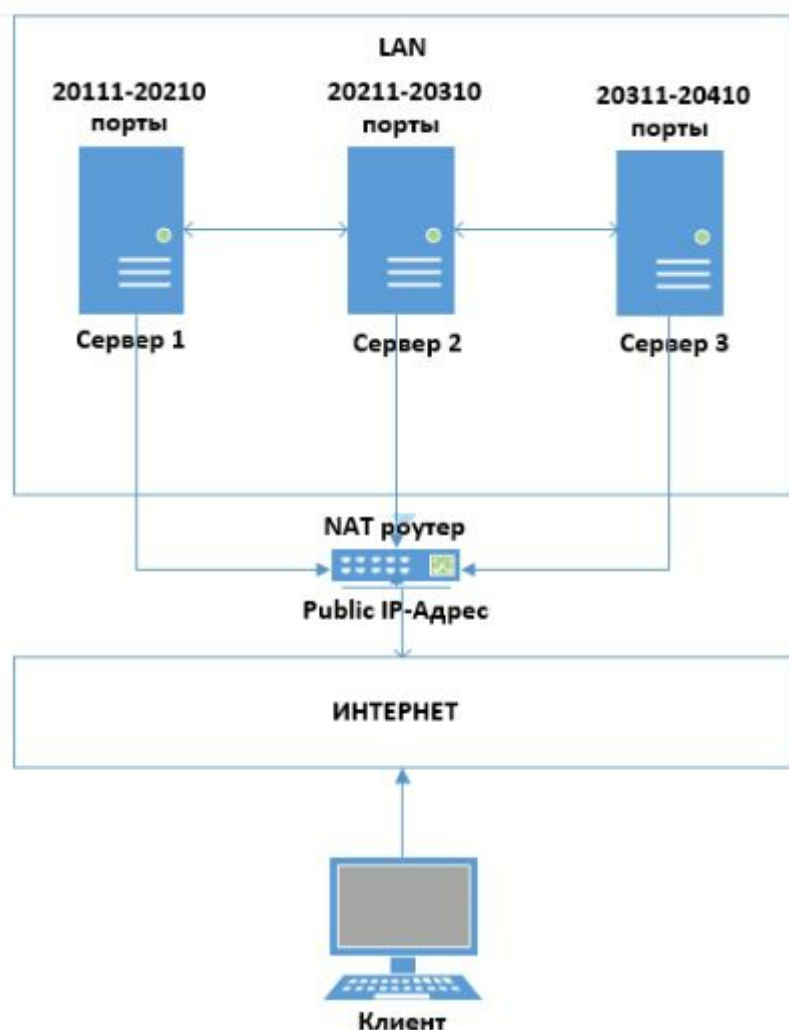 LAN
20111-20210
порты
20211-20310
порты
20311-20410
порты
Сервер 1
Сервер 2
Сервер 3
NAT роутер
Public IP-Адрес
ИНТЕРНЕТ
Клиент